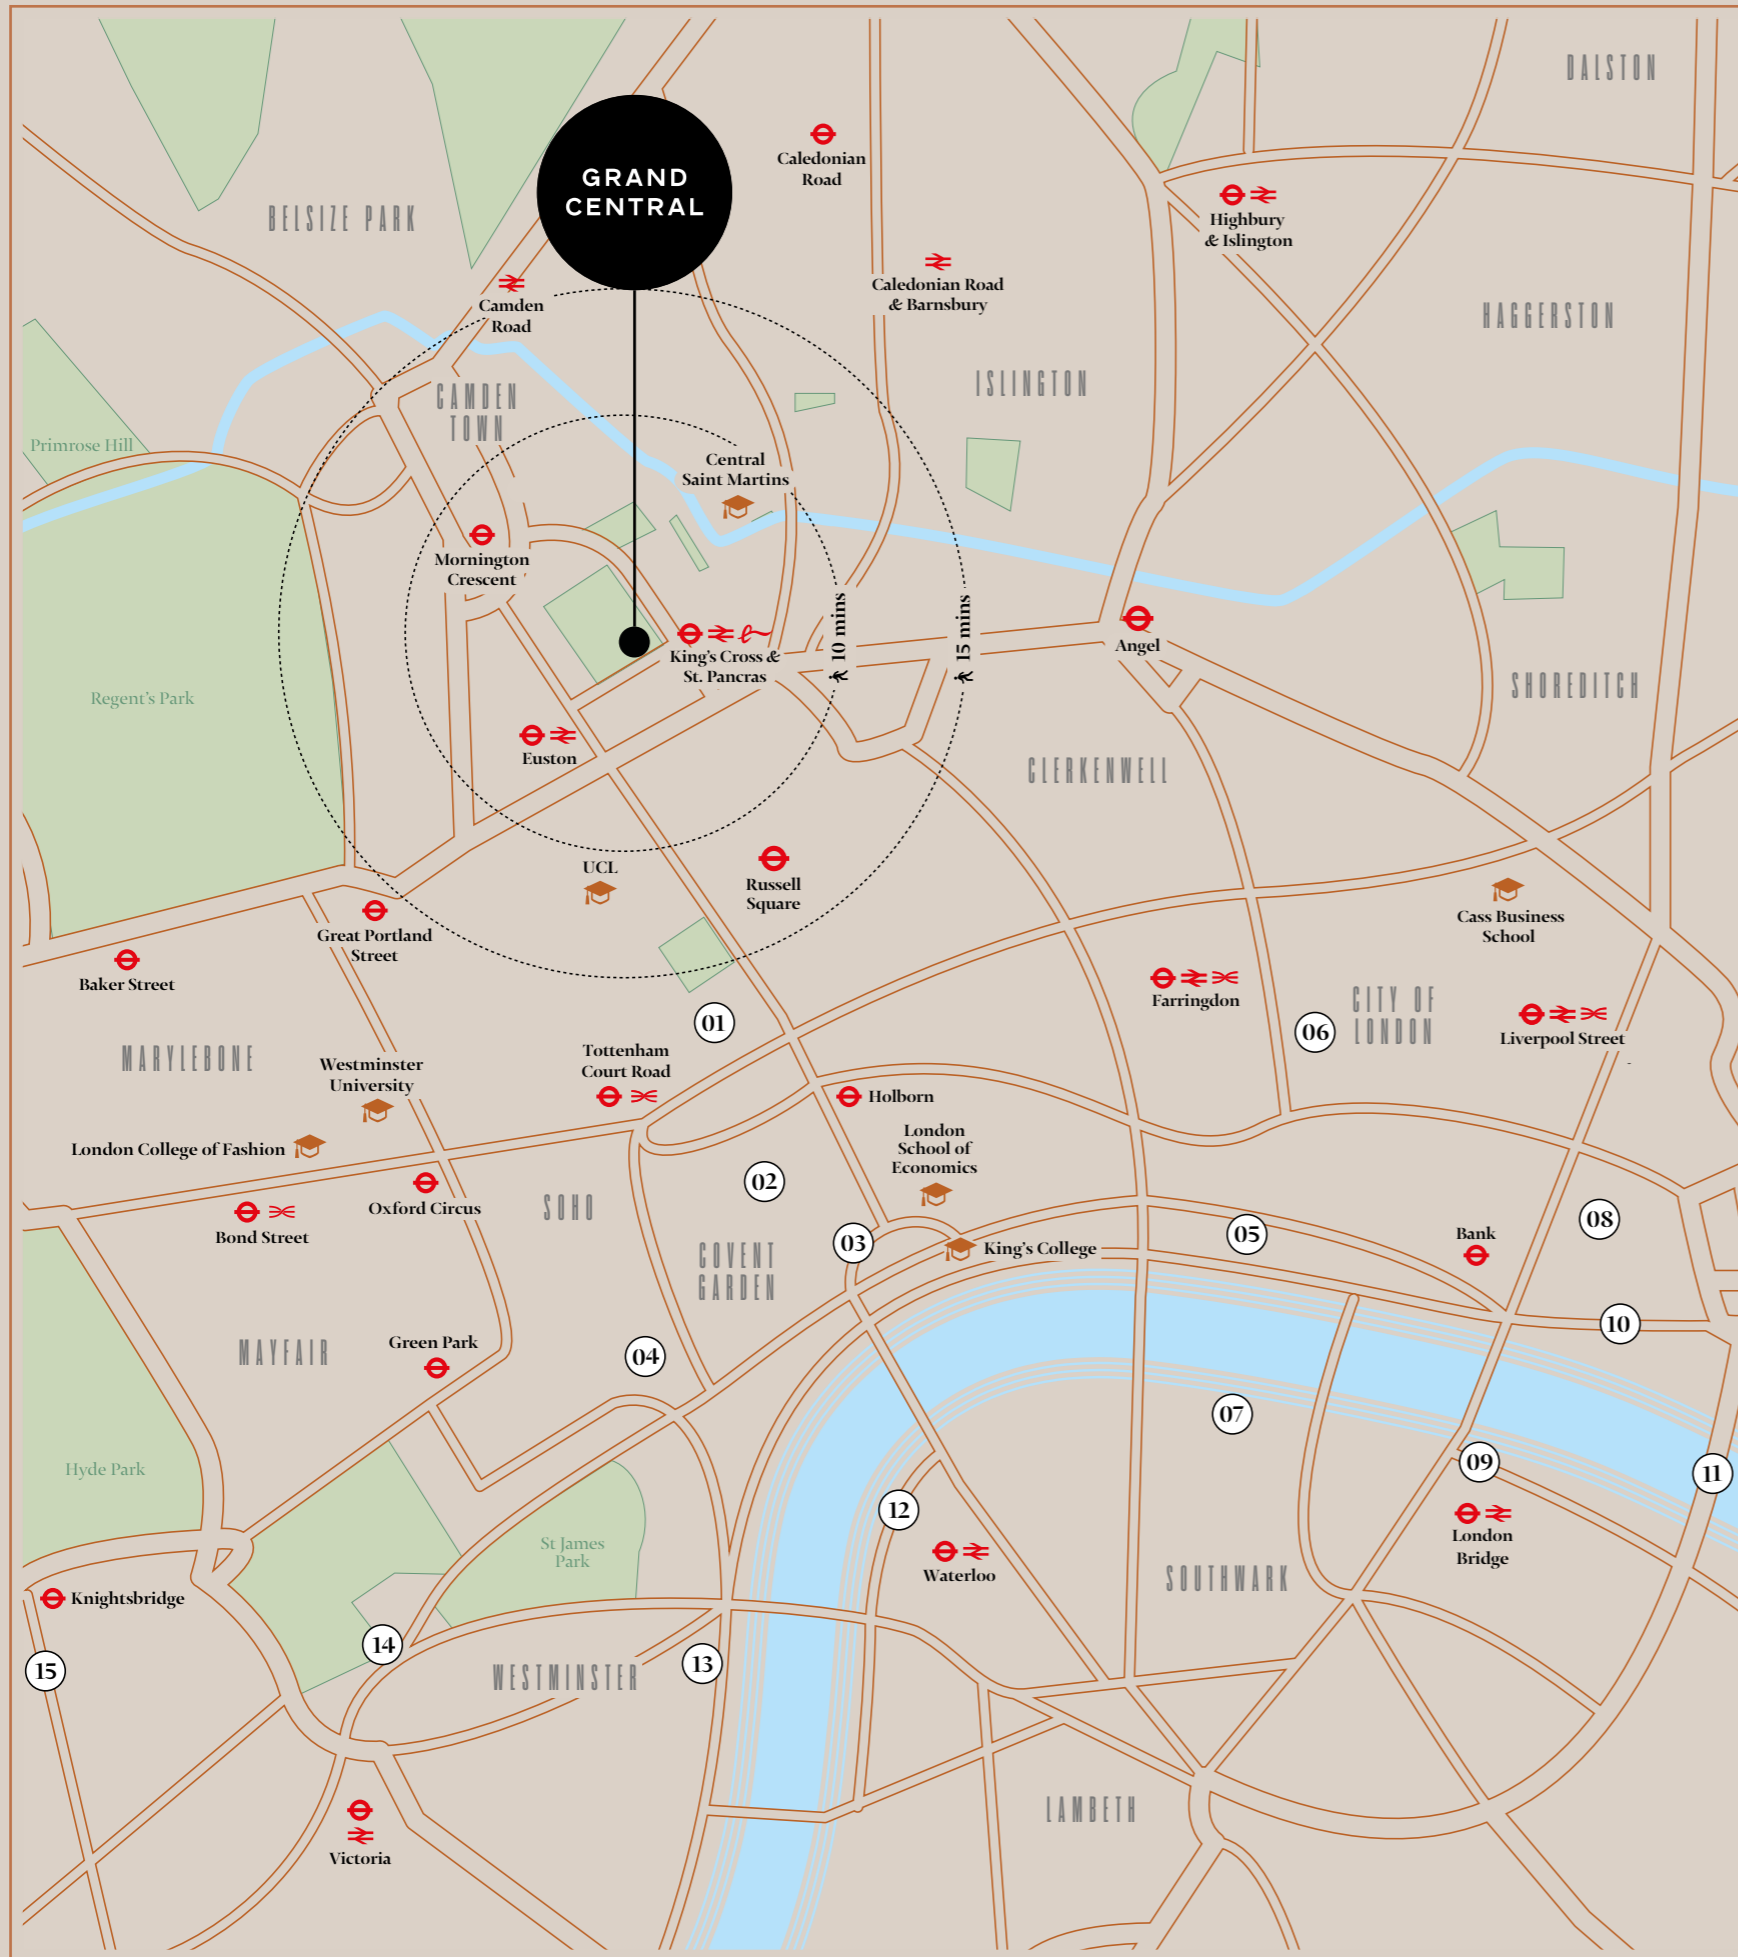 DALSTON
Caledonian
Road
GRAND
CENTRAL
Highbury
& Islington
BELSIZE PARK
Caledonian Road
& Barnsbury
Camden
Road
HAGGERSTON
ISLINGTON
CAMDEN
TOWN
Primrose Hill
Central
Saint Martins
Mornington
Crescent
10 mins
15 mins
King's Cross &
St. Pancras
Angel
Regent's Park
SHOREDITCH
Euston
CLERKENWELL
UCL
Russell
Square
Great Portland
Street
Cass Business
School
Baker Street
Farringdon
CITY OF
LONDON
Liverpool Street
01
06
MARYLEBONE
Westminster
University
Tottenham
Court Road
Holborn
London College of Fashion
London
School of
Economics
02
Oxford Circus
SOHO
Bond Street
COVENT
GARDEN
03
King's College
05
Bank
08
10
MAYFAIR
Green Park
04
07
Hyde Park
09
11
12
London
Bridge
St James
Park
Waterloo
SOUTHWARK
Knightsbridge
14
13
15
WESTMINSTER
LAMBETH
Victoria